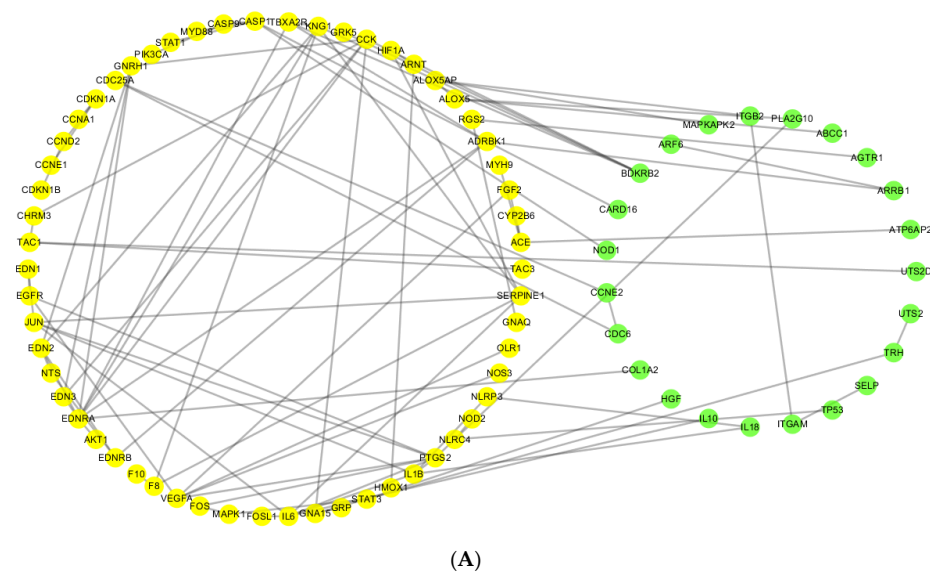 CASP9
CASP1
TBXA2R
KNG1
GRK5
CCK
HIF1A
ARNT
ALOX5AP
ALOX5
RGS2
ADRBK1
MYH9
FGF2
CYP2B6
ACE
TAC3
SERPINE1
GNAQ
OLR1
NOS3
NLRP3
NOD2
NLRC4
PTGS2
IL1B
HMOX1
STAT3
GRP
GNA15
IL6
FOSL1
MAPK1
FOS
VEGFA
F8
F10
EDNRB
AKT1
EDNRA
EDN3
NTS
EDN2
JUN
EGFR
EDN1
TAC1
CHRM3
CDKN1B
CCNE1
CCND2
CCNA1
CDKN1A
CDC25A
GNRH1
PIK3CA
STAT1
MYD88
ITGB2
PLA2G10
MAPKAPK2
ABCC1
ARF6
AGTR1
BDKRB2
ARRB1
CARD16
ATP6AP2
NOD1
UTS2D
CCNE2
UTS2
CDC6
TRH
COL1A2
SELP
HGF
TP53
IL10
IL18
ITGAM
(A)